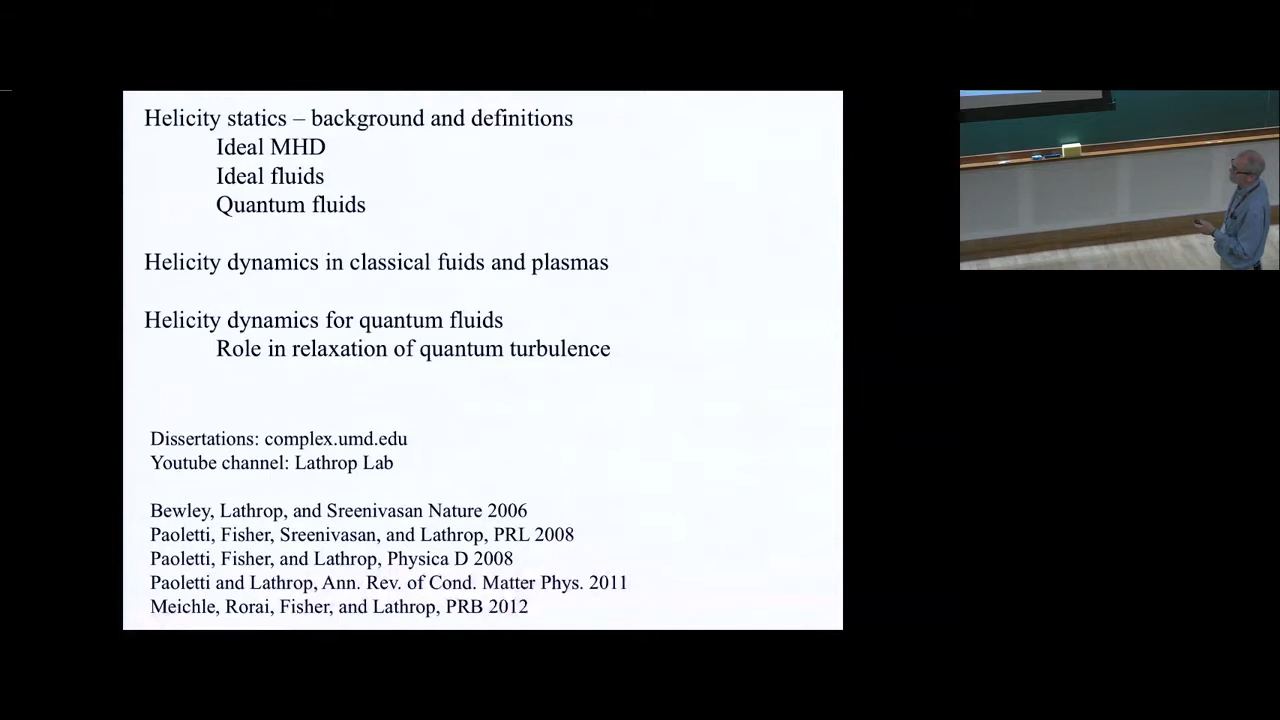 Helicity statics – background and definitions
Ideal MHD
Ideal fluids
Quantum fluids
Helicity dynamics in classical fuids and plasmas
Helicity dynamics for quantum fluids
Role in relaxation of quantum turbulence
Dissertations: complex.umd.edu
Youtube channel: Lathrop Lab
Bewley, Lathrop, and Sreenivasan Nature 2006
Paoletti, Fisher, Sreenivasan, and Lathrop, PRL 2008
Paoletti, Fisher, and Lathrop, Physica D 2008
Paoletti and Lathrop, Ann. Rev. of Cond. Matter Phys. 2011
Meichle, Rorai, Fisher, and Lathrop, PRB 2012